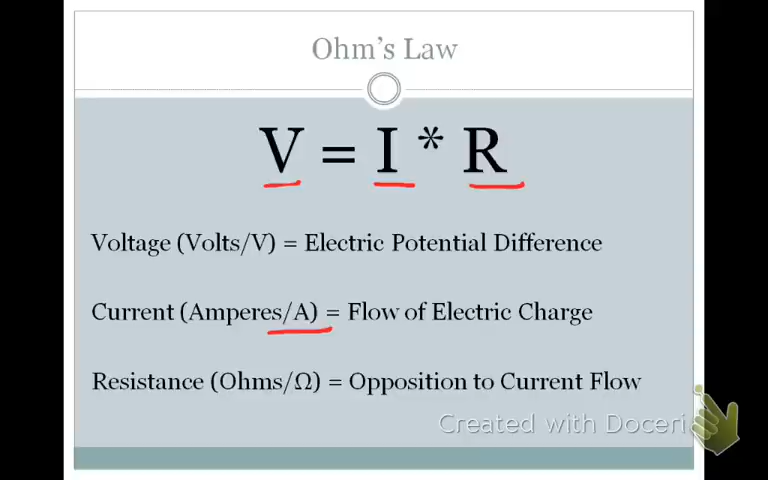 Ohm's Law
V = I * R
Voltage (Volts/V) = Electric Potential Difference
Current (Amperes/A) = Flow of Electric Charge
Resistance (Ohms/Ω) = Opposition to Current Flow
Created with Doceri